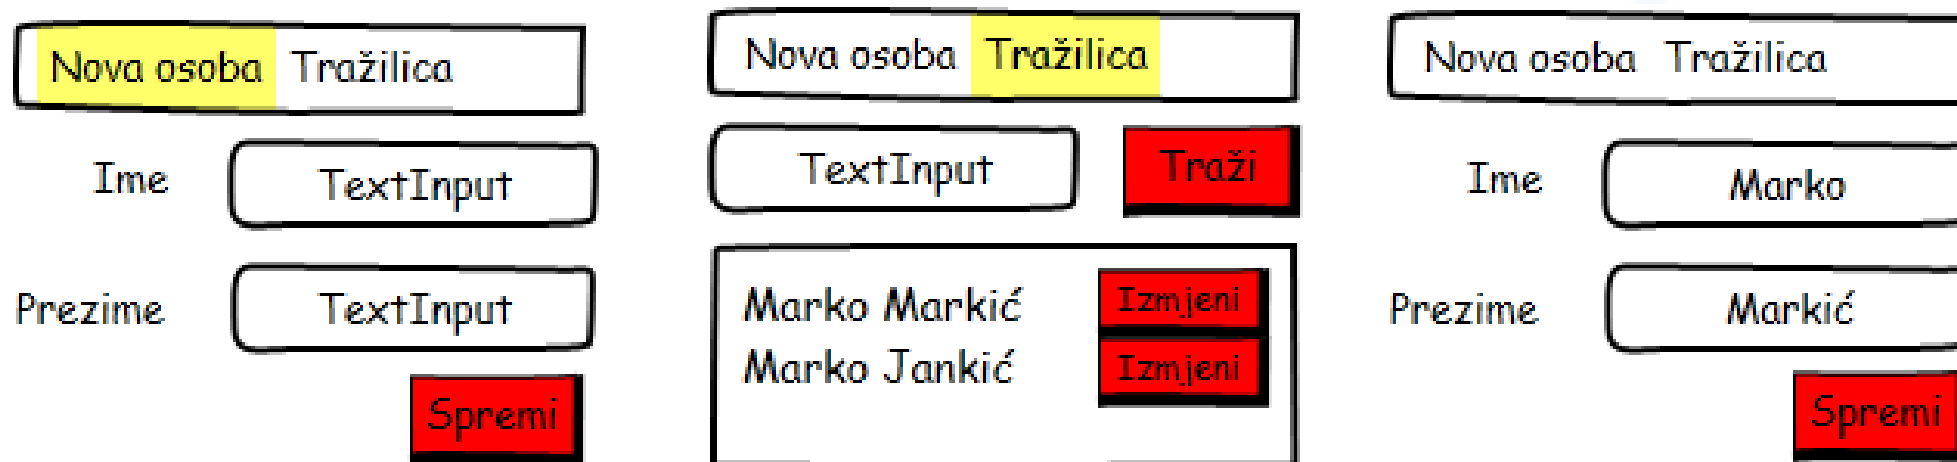 Nova osoba Tražilica
Ime TextInput
Prezime TextInput
Spremi
Nova osoba Tražilica
TextInput Traži
Marko Markić Izmjeni
Marko Jankić Izmjeni
Nova osoba Tražilica
Ime Marko
Prezime Markić
Spremi